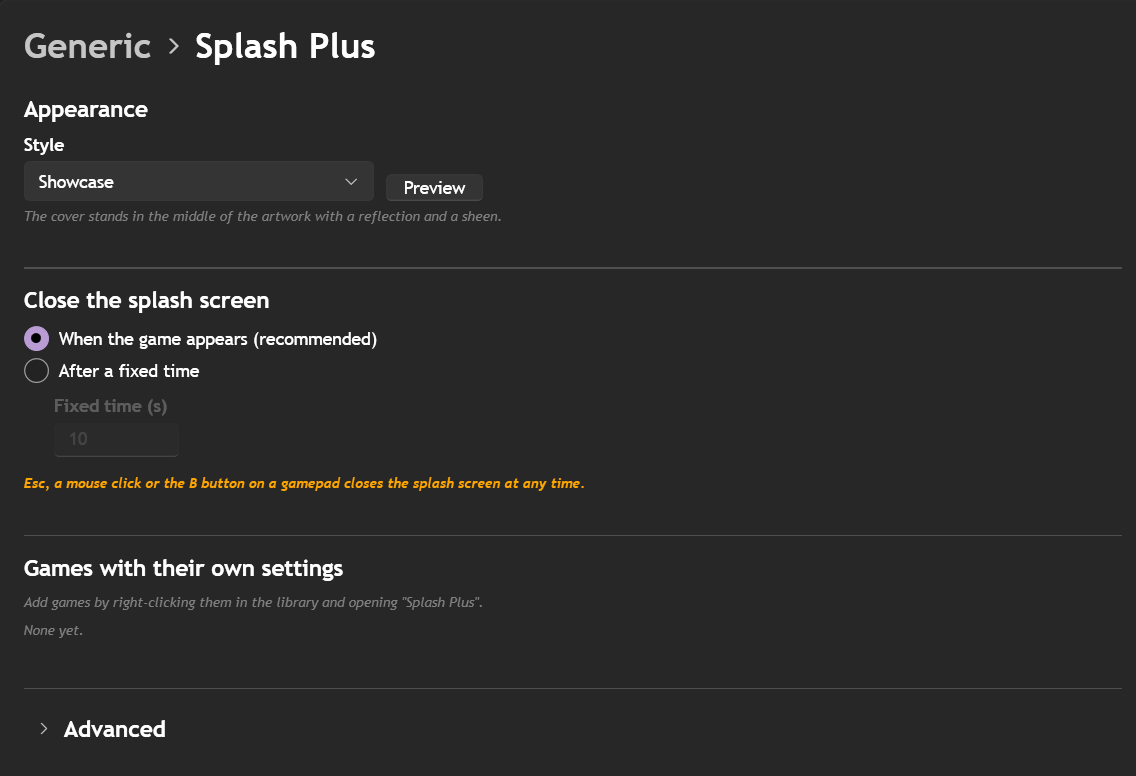 Generic > Splash Plus
Appearance
Style
Showcase
Preview
The cover stands in the middle of the artwork with a reflection and a sheen.
Close the splash screen
When the game appears (recommended)
After a fixed time
Fixed time (s)
10
Esc, a mouse click or the B button on a gamepad closes the splash screen at any time.
Games with their own settings
Add games by right-clicking them in the library and opening "Splash Plus".
None yet.
Advanced